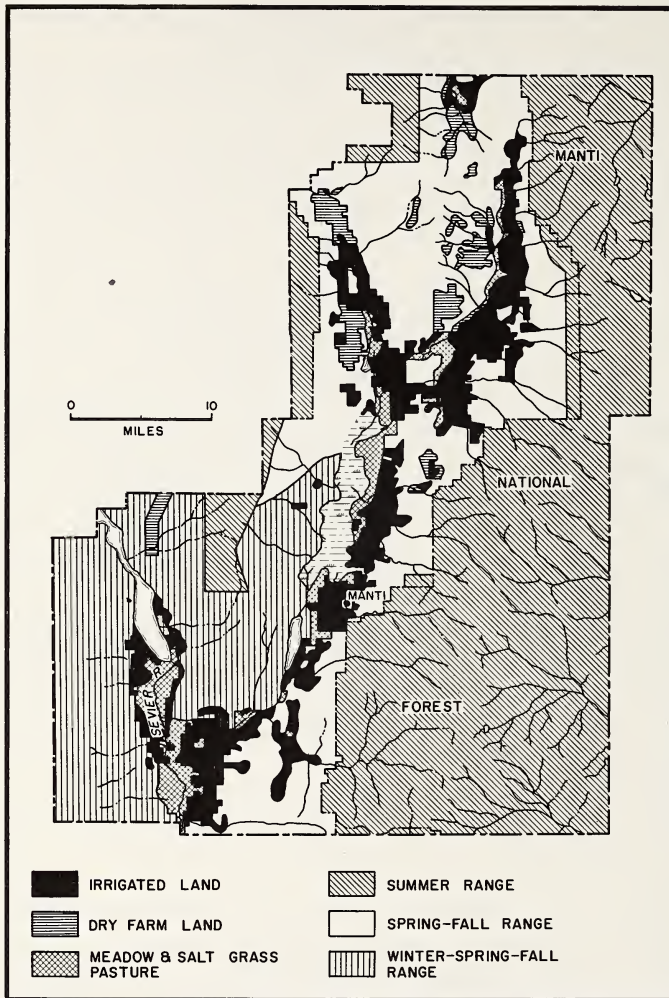 MANTI
0 10
MILES
NATIONAL
MANTI
FOREST
SEVIER
IRRIGATED LAND
DRY FARM LAND
MEADOW & SALT GRASS
PASTURE
SUMMER RANGE
SPRING-FALL RANGE
WINTER-SPRING-FALL
RANGE